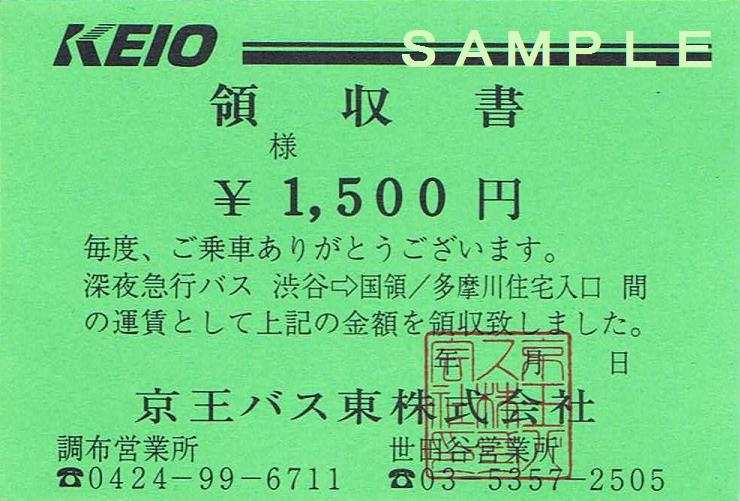 KEIO
SAMPLE
領収書
様
¥1,500円
毎度、ご乗車ありがとうございます。
深夜急行バス 渋谷⇨国領/多摩川住宅入口 間
の運賃として上記の金額を領収致しました。
年 月 日
京王バス東株式会社
調布営業所 世田谷営業所
☎0424-99-6711 ☎03-5357-2505